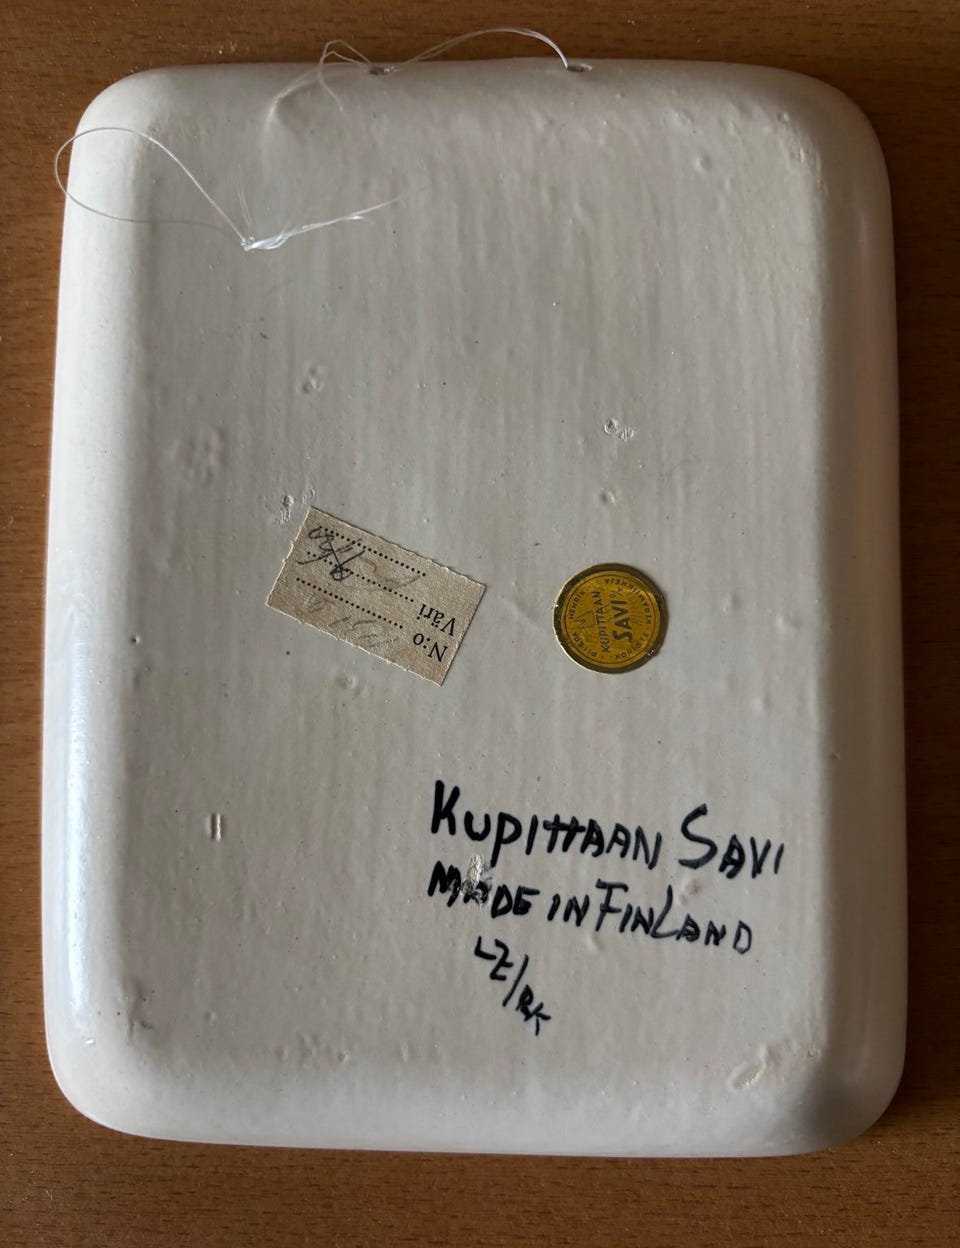 N:o
Väri
KUPITTAAN
SAVI
KUPITTAAN SAVI
MADE IN FINLAND
LZ/RK